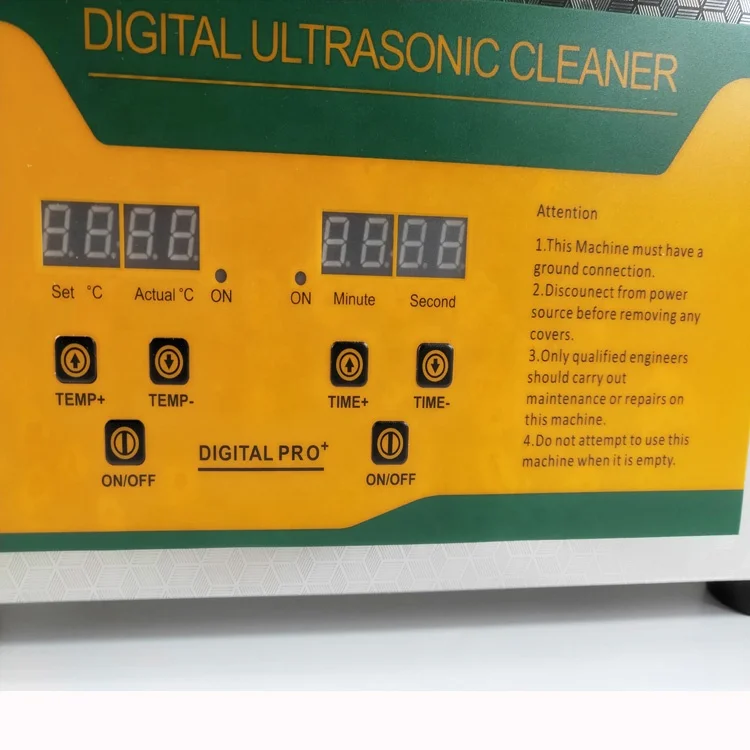 DIGITAL ULTRASONIC CLEANER
Set °C
Actual °C
ON
ON
Minute
Second
TEMP+
TEMP-
TIME+
TIME-
ON/OFF
DIGITAL PRO+
ON/OFF
Attention
1.This Machine must have a
ground connection.
2.Discounect from power
source before removing any
covers.
3.Only qualified engineers
should carry out
maintenance or repairs on
this machine.
4.Do not attempt to use this
machine when it is empty.